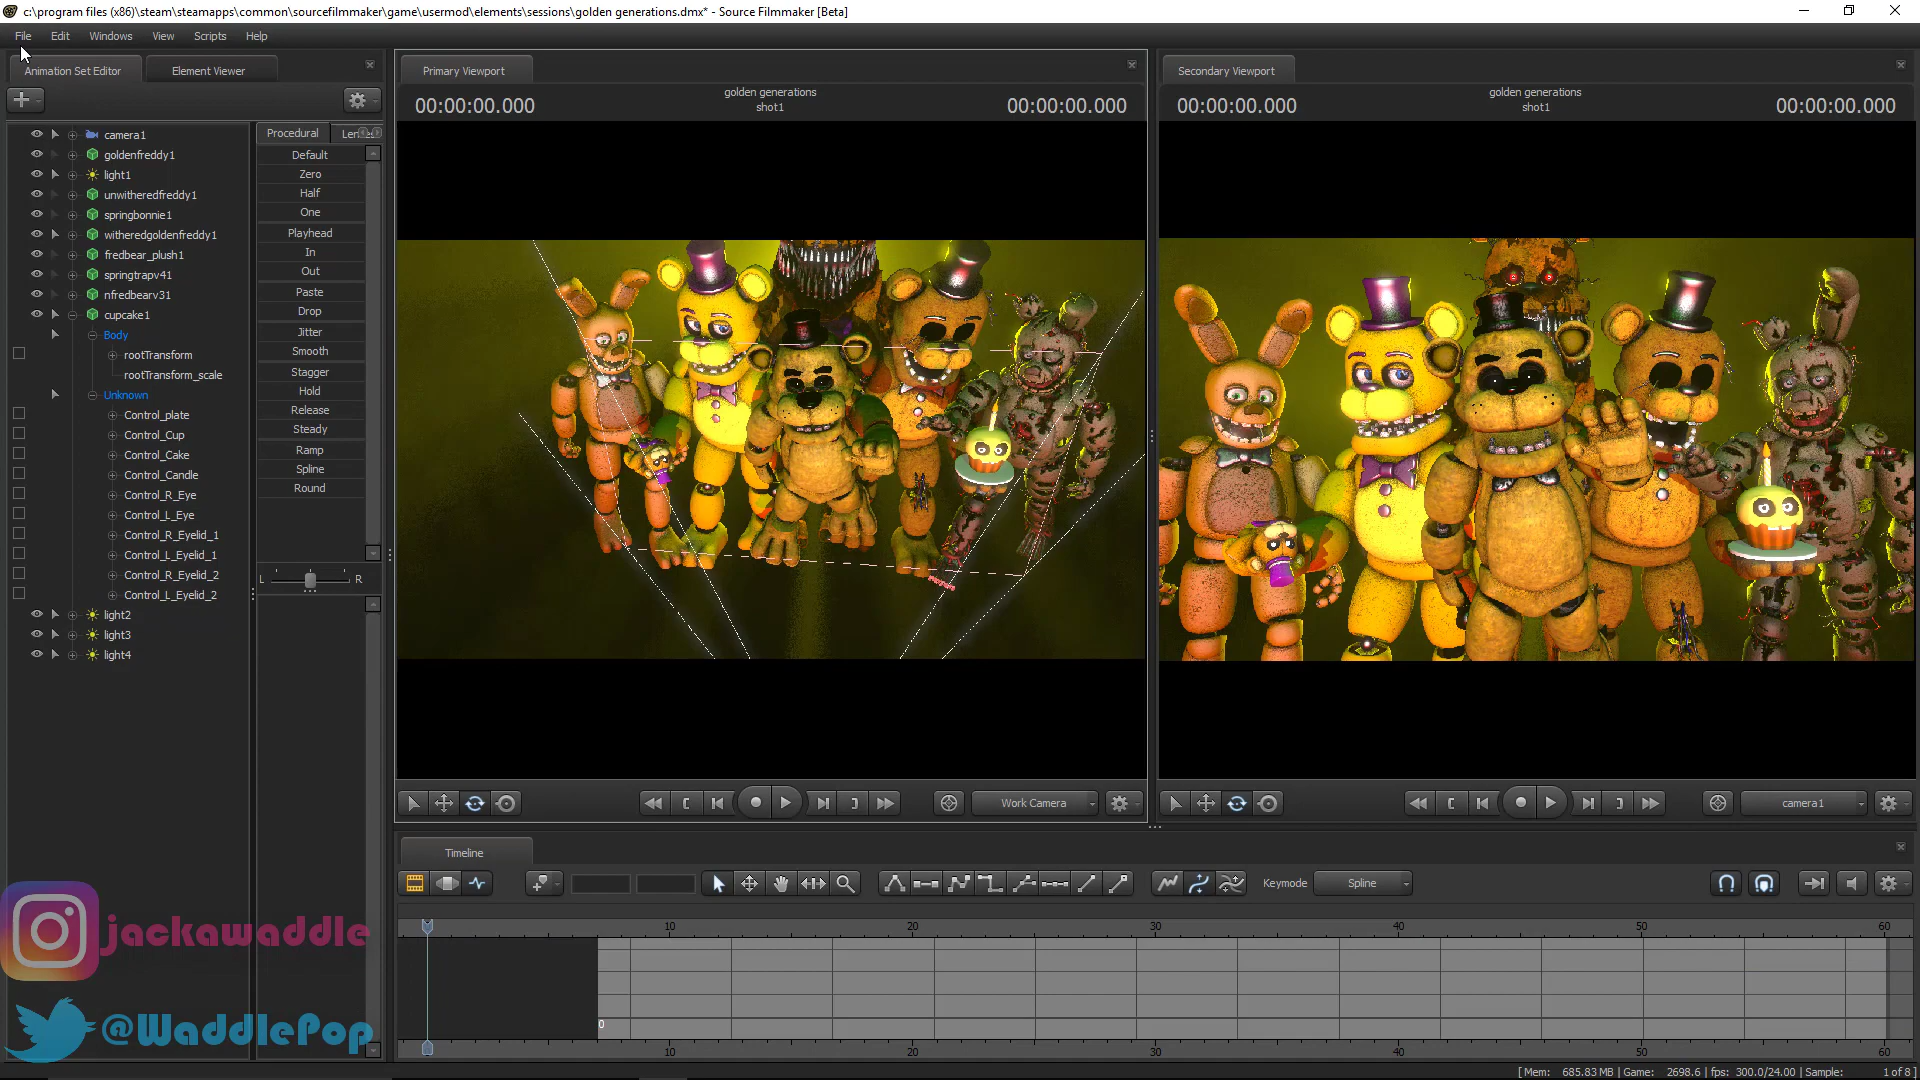 c:\program files (x86)\steam\steamapps\common\sourcefilmmaker\game\usermod\elements\sessions\golden generations.dmx* - Source Filmmaker [Beta]
File Edit Windows View Scripts Help
Animation Set Editor
Element Viewer
Procedural
camera1
goldenfreddy1
light1
unwitheredfreddy1
springbonnie1
witheredgoldenfreddy1
fredbear_plush1
springtrapv41
nfredbearv31
cupcake1
Body
rootTransform
rootTransform_scale
Unknown
Control_plate
Control_Cup
Control_Cake
Control_Candle
Control_R_Eye
Control_L_Eye
Control_R_Eyelid_1
Control_L_Eyelid_1
Control_R_Eyelid_2
Control_L_Eyelid_2
light2
light3
light4
Default
Zero
Half
One
Playhead
In
Out
Paste
Drop
Jitter
Smooth
Stagger
Hold
Release
Steady
Ramp
Spline
Round
L R
Primary Viewport
00:00:00.000
golden generations
shot1
00:00:00.000
Work Camera
Secondary Viewport
00:00:00.000
golden generations
shot1
00:00:00.000
camera1
Timeline
Keymode
Spline
10 20 30 40 50 60
0
10 20 30 40 50 60
jackawaddle
@WaddlePop
[ Mem: 685.83 MB | Game: 2698.6 | fps: 300.0/24.00 | Sample: 1 of 8 ]